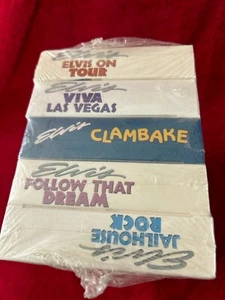 Elvis
ELVIS ON
TOUR
Elvis
VIVA
LAS VEGAS
Elvis
CLAMBAKE
Elvis
FOLLOW THAT
DREAM
Elvis
JAILHOUSE
ROCK